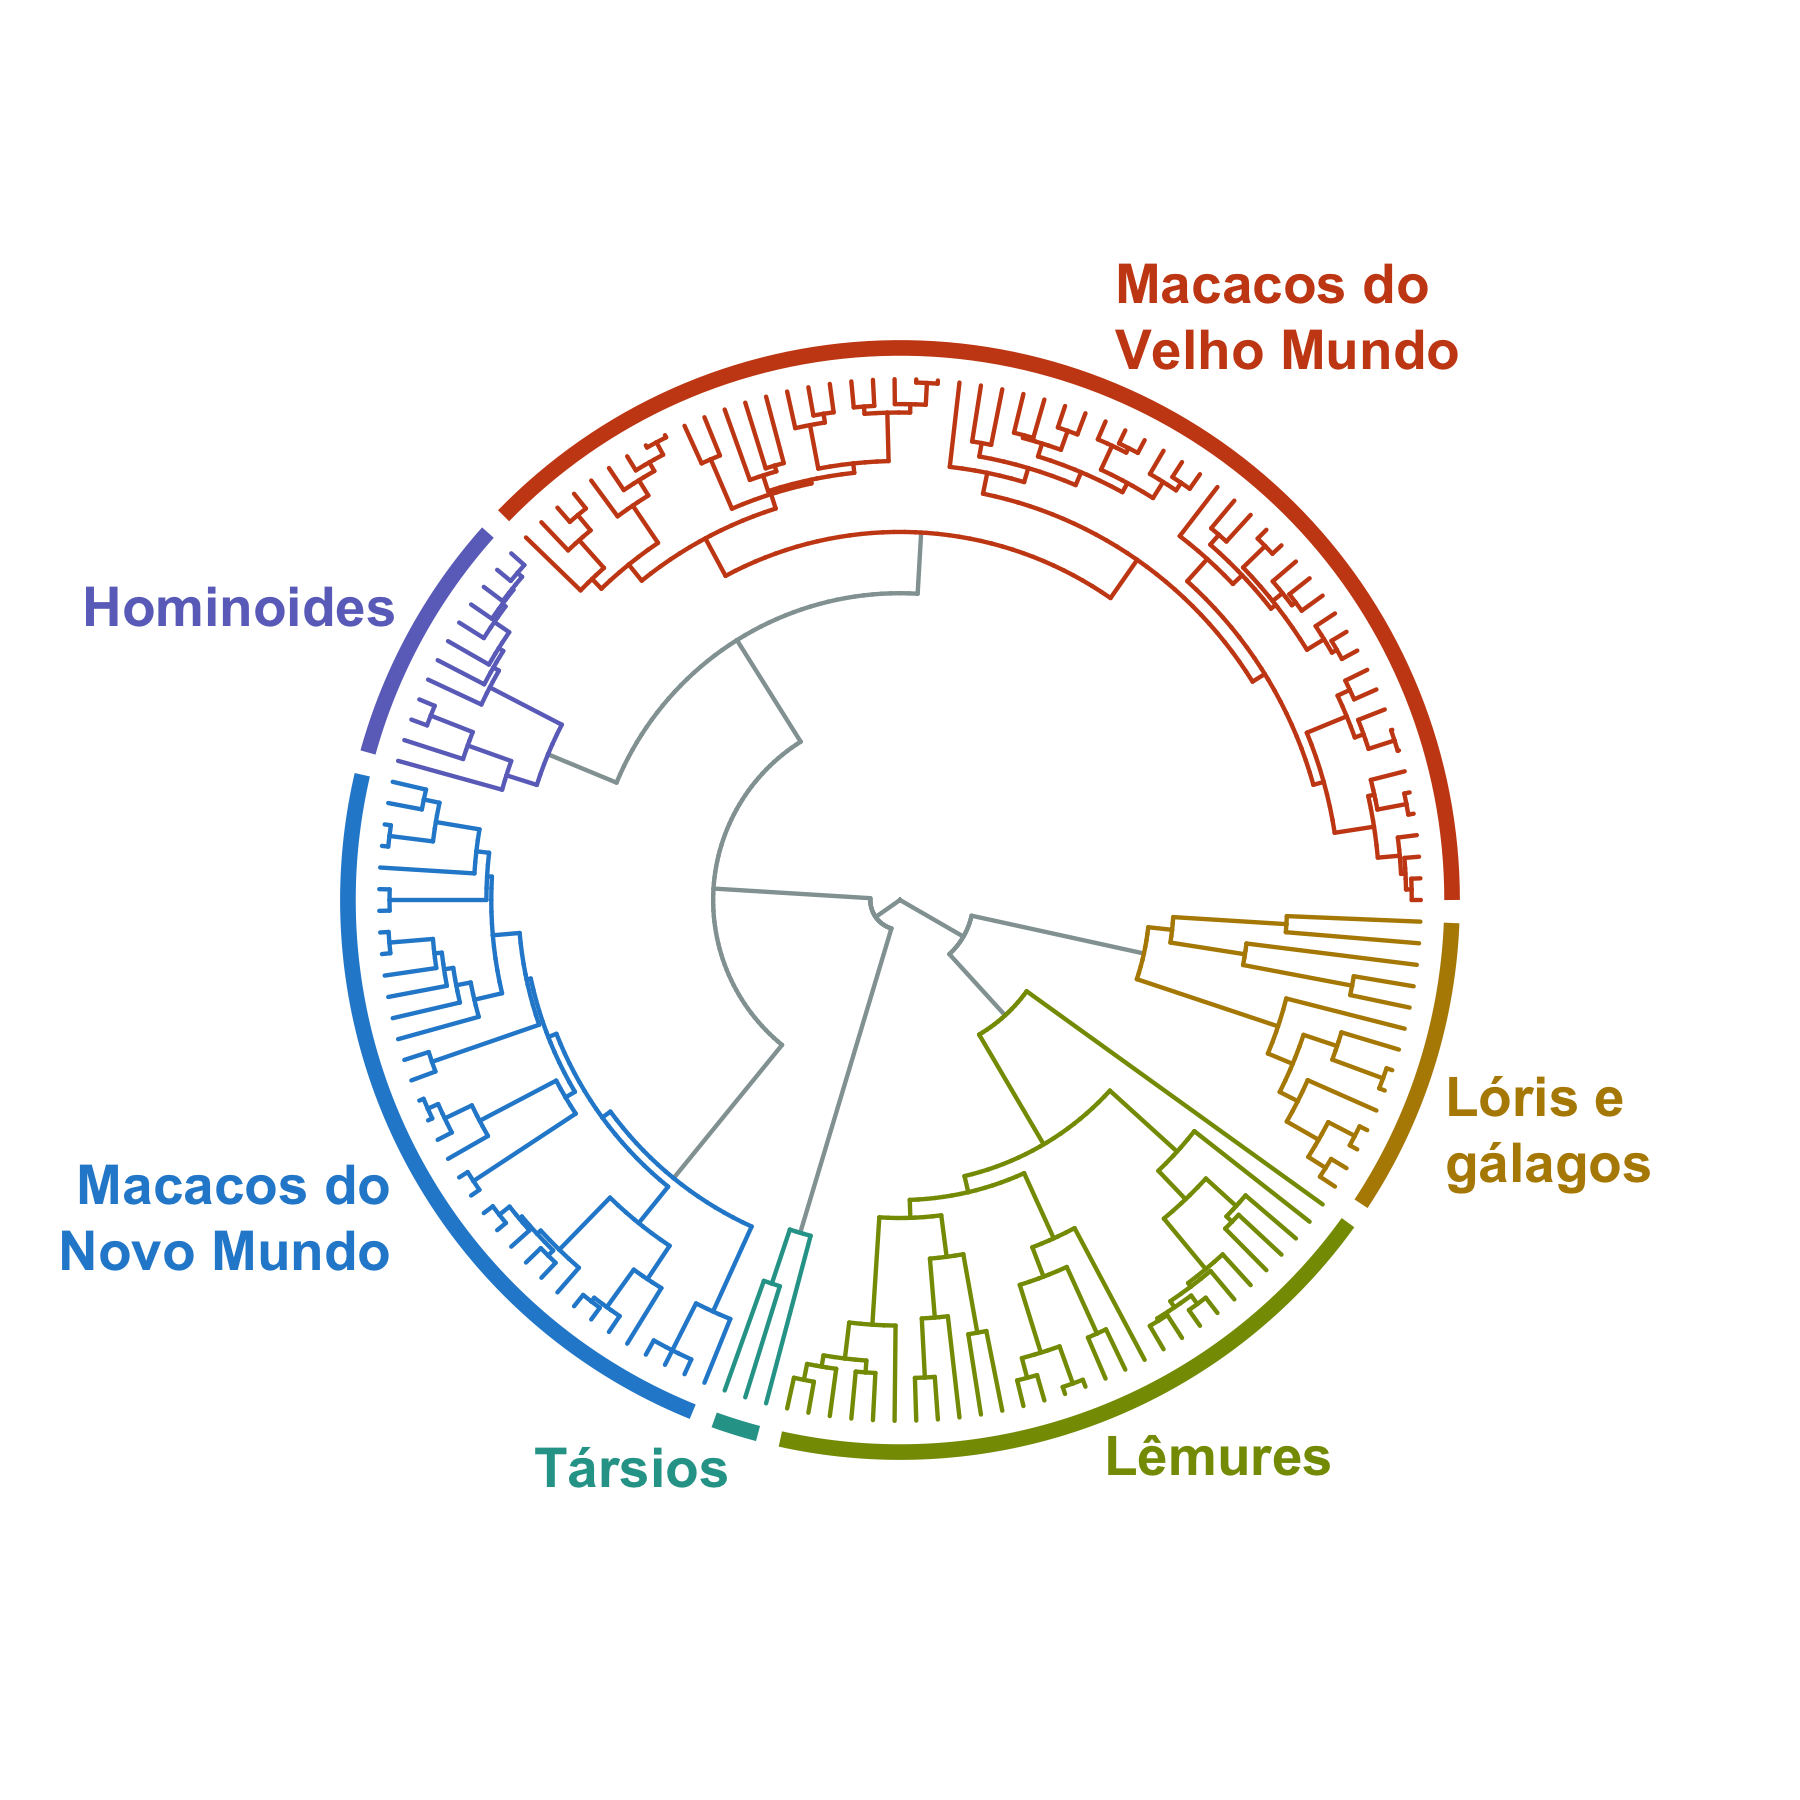 Macacos do
Velho Mundo
Hominoides
Lóris e
gálagos
Macacos do
Novo Mundo
Társios
Lêmures